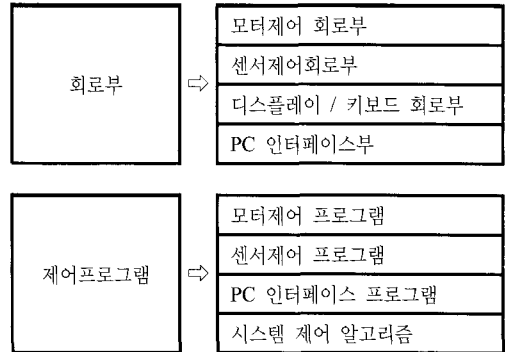 회로부
⇨
모터제어 회로부
센서제어회로부
디스플레이 / 키보드 회로부
PC 인터페이스부
제어프로그램
⇨
모터제어 프로그램
센서제어 프로그램
PC 인터페이스 프로그램
시스템 제어 알고리즘